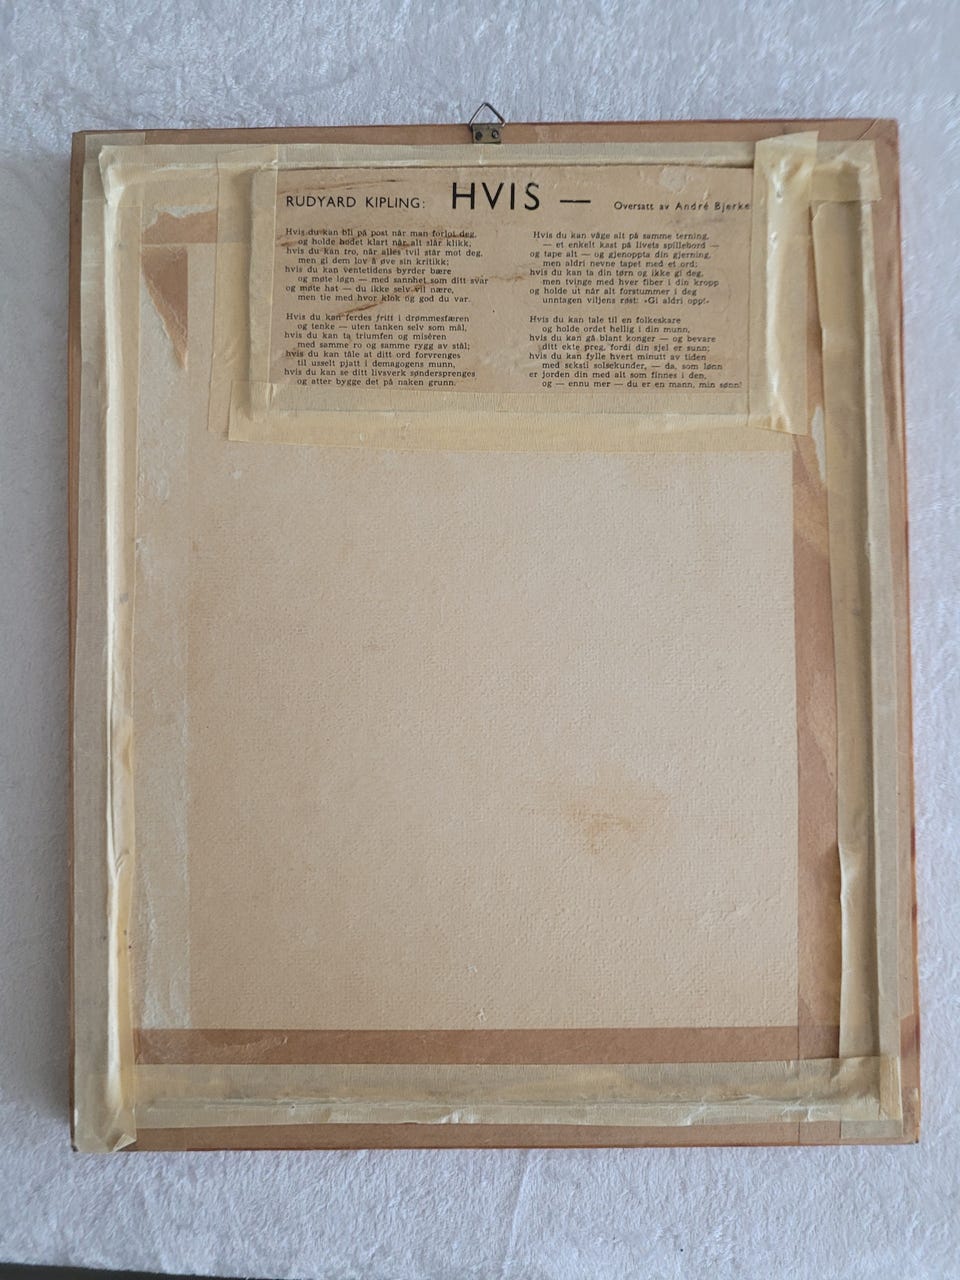 RUDYARD KIPLING: HVIS — Oversatt av André Bjerke
Hvis du kan bli på post når man forlot deg,
og holde hodet klart når alt slår klikk,
hvis du kan tro, når alles tvil står mot deg,
men gi dem lov å øve sin kritikk;
hvis du kan ventetidens byrder bære
og møte løgn — med sannhet som ditt svar
og møte hat — du ikke selv vil nære,
men tie med hvor klok og god du var.
Hvis du kan ferdes fritt i drømmesfæren
og tenke — uten tanken selv som mål,
hvis du kan ta triumfen og miséren
med samme ro og samme rygg av stål;
hvis du kan tåle at ditt ord forvrenges
til usselt pjatt i demagogens munn,
hvis du kan se ditt livsverk søndersprenges
og atter bygge det på naken grunn.
Hvis du kan våge alt på samme terning,
— et enkelt kast på livets spillebord —
og tape alt — og gjenoppta din gjerning,
men aldri nevne tapet med et ord;
hvis du kan ta din tørn og ikke gi deg,
men tvinge med hver fiber i din kropp
og holde ut når alt forstummer i deg
unntagen viljens røst: «Gi aldri opp!»
Hvis du kan tale til en folkeskare
og holde ordet hellig i din munn,
hvis du kan gå blant konger — og bevare
ditt ekte preg, fordi din sjel er sunn;
hvis du kan fylle hvert minutt av tiden
med seksti solsekunder, — da, som lønn
er jorden din med alt som finnes i den,
og — ennu mer — du er en mann, min sønn!